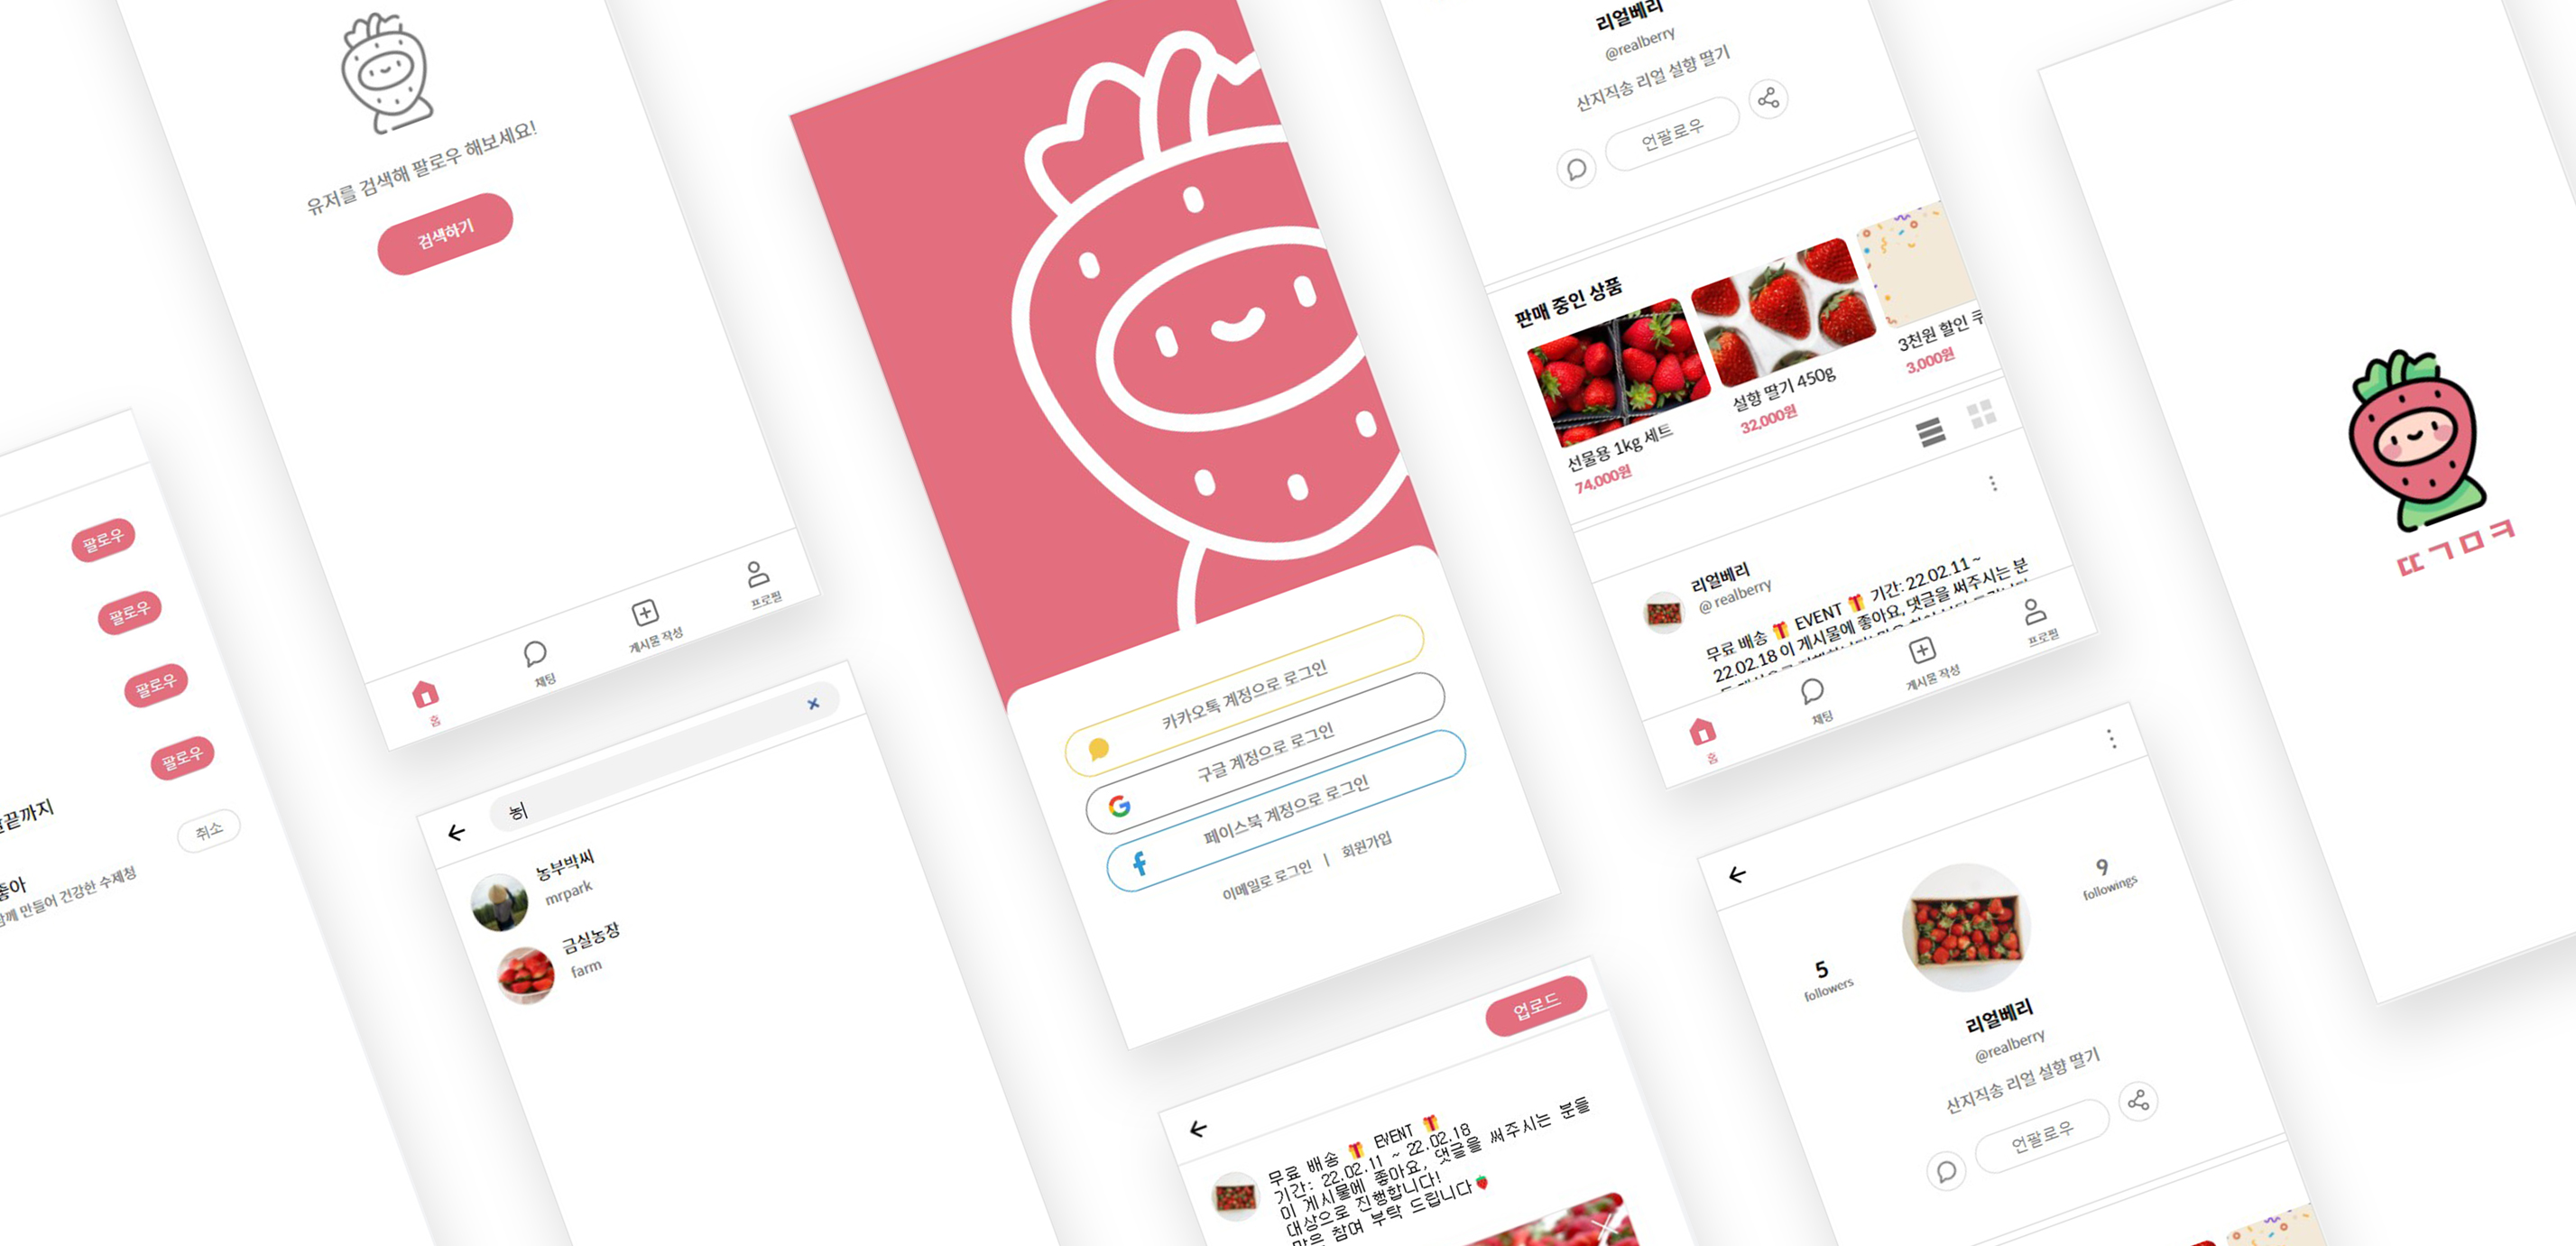 팔로우
팔로우
팔로우
팔로우
끝까지
취소
좋아
함께 만들어 건강한 수제청
유저를 검색해 팔로우 해보세요!
검색하기
홈
채팅
게시물 작성
프로필
농
농부박씨
mrpark
금실농장
farm
카카오톡 계정으로 로그인
구글 계정으로 로그인
페이스북 계정으로 로그인
이메일로 로그인 | 회원가입
업로드
무료 배송 🎁 EVENT 🎁
기간: 22.02.11 ~ 22.02.18
이 게시물에 좋아요, 댓글을 써주시는 분들
대상으로 진행합니다!
많은 참여 부탁 드립니다🍓
리얼베리
@realberry
산지직송 리얼 설향 딸기
언팔로우
판매 중인 상품
선물용 1kg 세트
74,000원
설향 딸기 450g
32,000원
3천원 할인 쿠
3,000원
리얼베리
@ realberry
무료 배송 🎁 EVENT 🎁 기간: 22.02.11 ~
22.02.18 이 게시물에 좋아요, 댓글을 써주시는 분
홈
채팅
게시물 작성
프로필
5
followers
9
followings
리얼베리
@realberry
산지직송 리얼 설향 딸기
언팔로우
ㄸㄱㅁㅋ